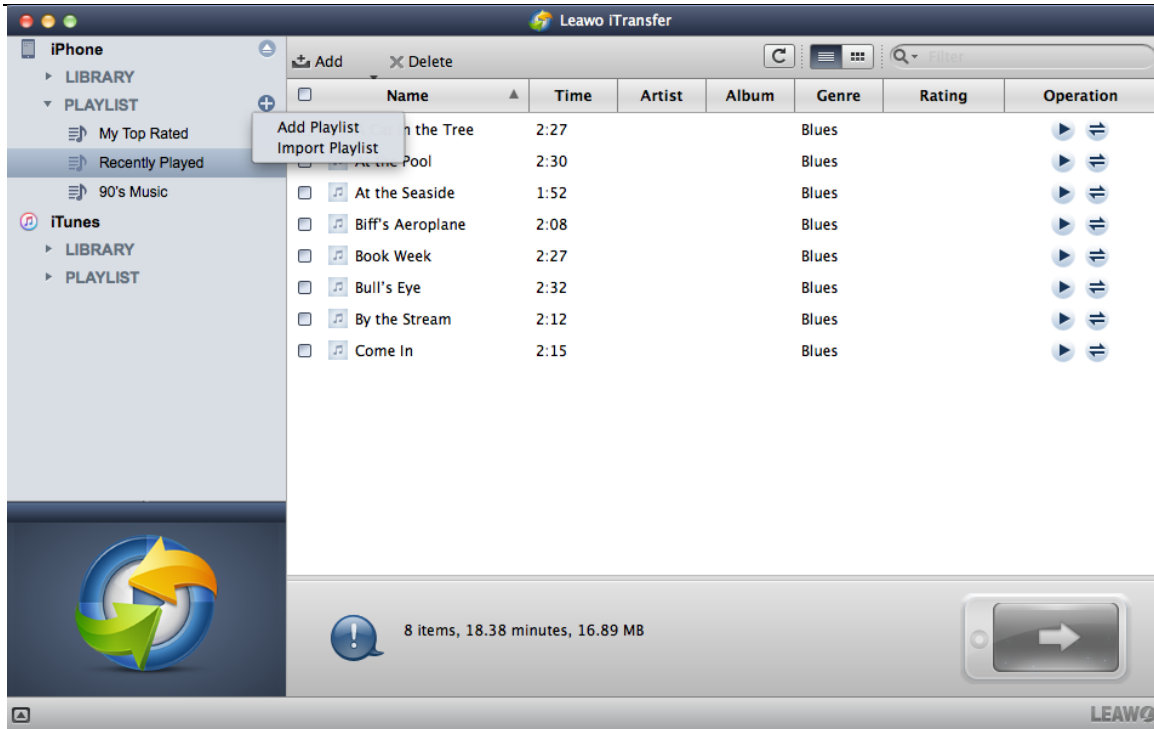 Leawo iTransfer
iPhone
LIBRARY
PLAYLIST
My Top Rated
Recently Played
90's Music
iTunes
LIBRARY
PLAYLIST
Add Playlist
Import Playlist
Add Delete Filter
Name Time Artist Album Genre Rating Operation
the Tree 2:27 Blues
At the Pool 2:30 Blues
At the Seaside 1:52 Blues
Biff's Aeroplane 2:08 Blues
Book Week 2:27 Blues
Bull's Eye 2:32 Blues
By the Stream 2:12 Blues
Come In 2:15 Blues
8 items, 18.38 minutes, 16.89 MB
LEAWO